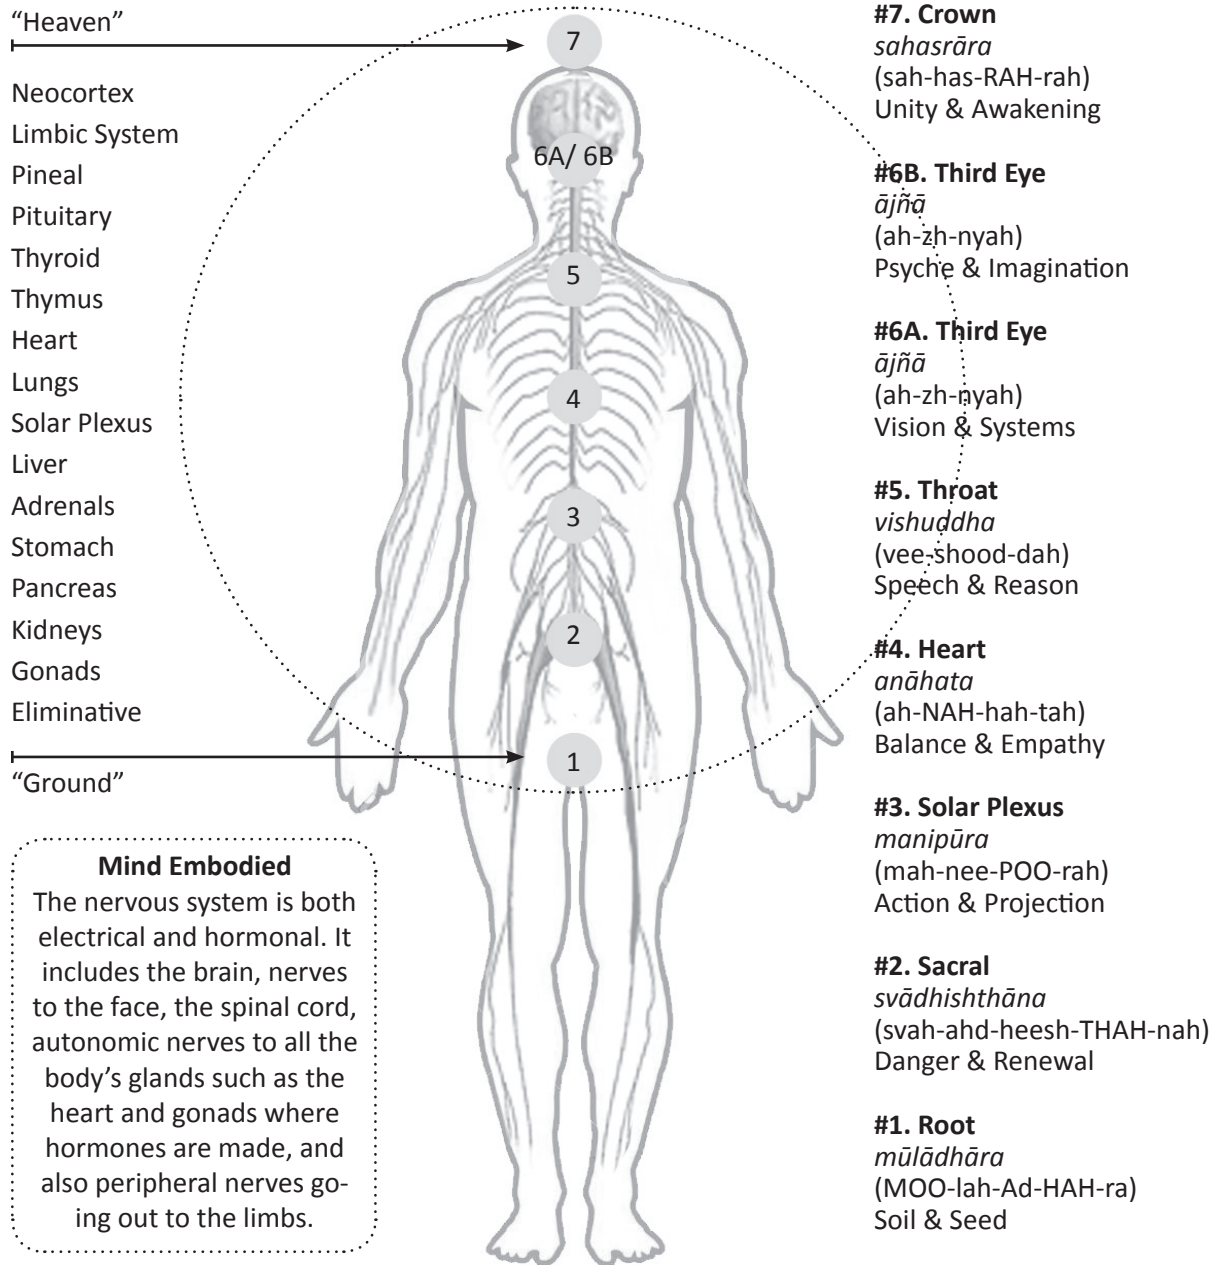 “Heaven”
Neocortex
Limbic System
Pineal
Pituitary
Thyroid
Thymus
Heart
Lungs
Solar Plexus
Liver
Adrenals
Stomach
Pancreas
Kidneys
Gonads
Eliminative
“Ground”
Mind Embodied
The nervous system is both
electrical and hormonal. It
includes the brain, nerves
to the face, the spinal cord,
autonomic nerves to all the
body’s glands such as the
heart and gonads where
hormones are made, and
also peripheral nerves go-
ing out to the limbs.
7
6A/ 6B
5
4
3
2
1
#7. Crown
sahasrāra
(sah-has-RAH-rah)
Unity & Awakening
#6B. Third Eye
ājñā
(ah-zh-nyah)
Psyche & Imagination
#6A. Third Eye
ājñā
(ah-zh-nyah)
Vision & Systems
#5. Throat
vishuddha
(vee-shood-dah)
Speech & Reason
#4. Heart
anāhata
(ah-NAH-hah-tah)
Balance & Empathy
#3. Solar Plexus
manipūra
(mah-nee-POO-rah)
Action & Projection
#2. Sacral
svādhishthāna
(svah-ahd-heesh-THAH-nah)
Danger & Renewal
#1. Root
mūlādhāra
(MOO-lah-Ad-HAH-ra)
Soil & Seed